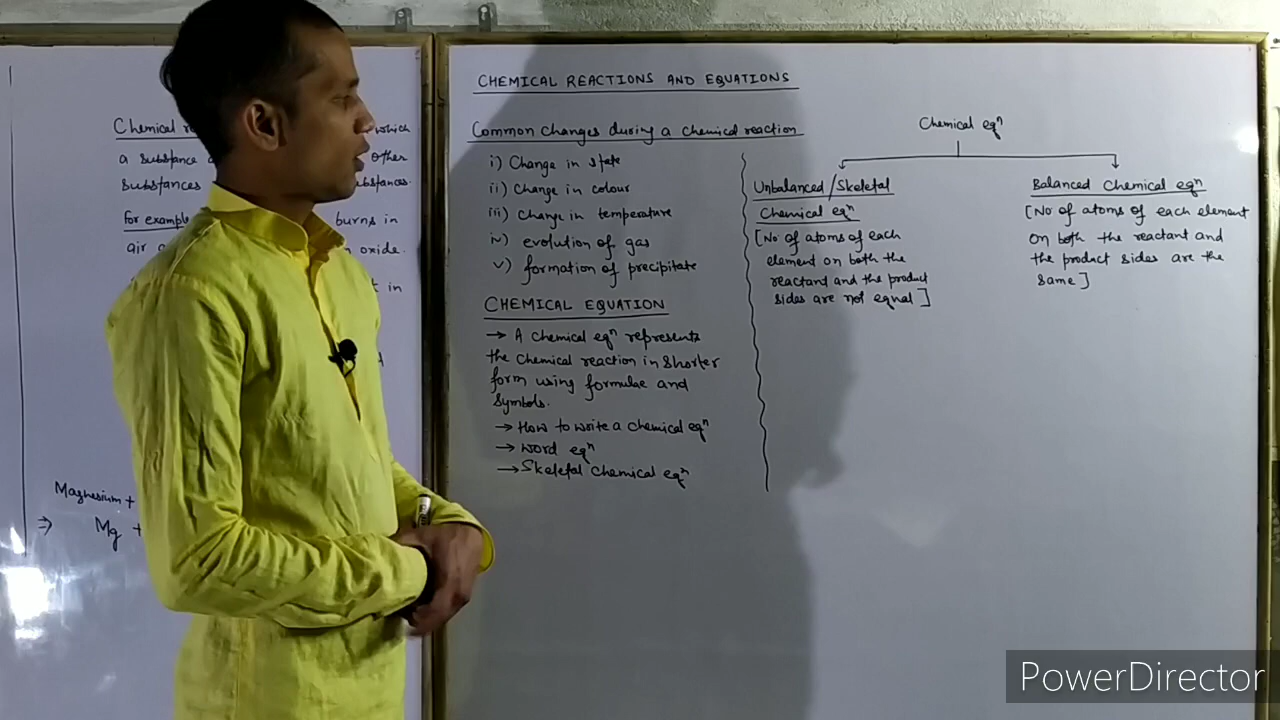 Chemical which
a substance other
substances
For example burns in
air oxide.
in
Magnesium +
⇒ Mg +
CHEMICAL REACTIONS AND EQUATIONS
Common changes during a chemical reaction
i) Change in state
ii) Change in colour
iii) Change in temperature
iv) evolution of gas
v) formation of precipitate
CHEMICAL EQUATION
→ A chemical eqⁿ represents
the chemical reaction in shorter
form using formulae and
symbols.
→ How to write a chemical eqⁿ
→ word eqⁿ
→ Skeletal chemical eqⁿ
Chemical eqⁿ
Unbalanced/Skeletal
Chemical eqⁿ
[No of atoms of each
element on both the
reactant and the product
sides are not equal]
Balanced Chemical eqⁿ
[No of atoms of each element
on both the reactant and
the product sides are the
same]
PowerDirector